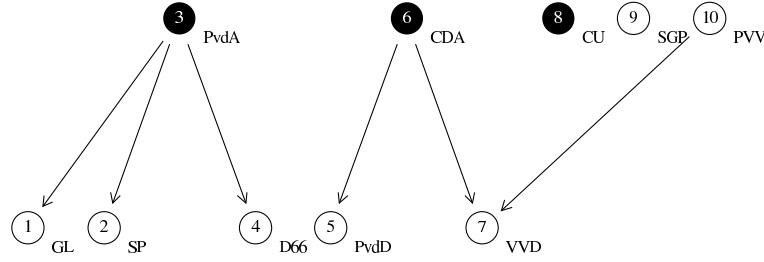 3 6 8 9 10
PvdA CDA CU SGP PVV
1 2 4 5 7
GL SP D66 PvdD VVD